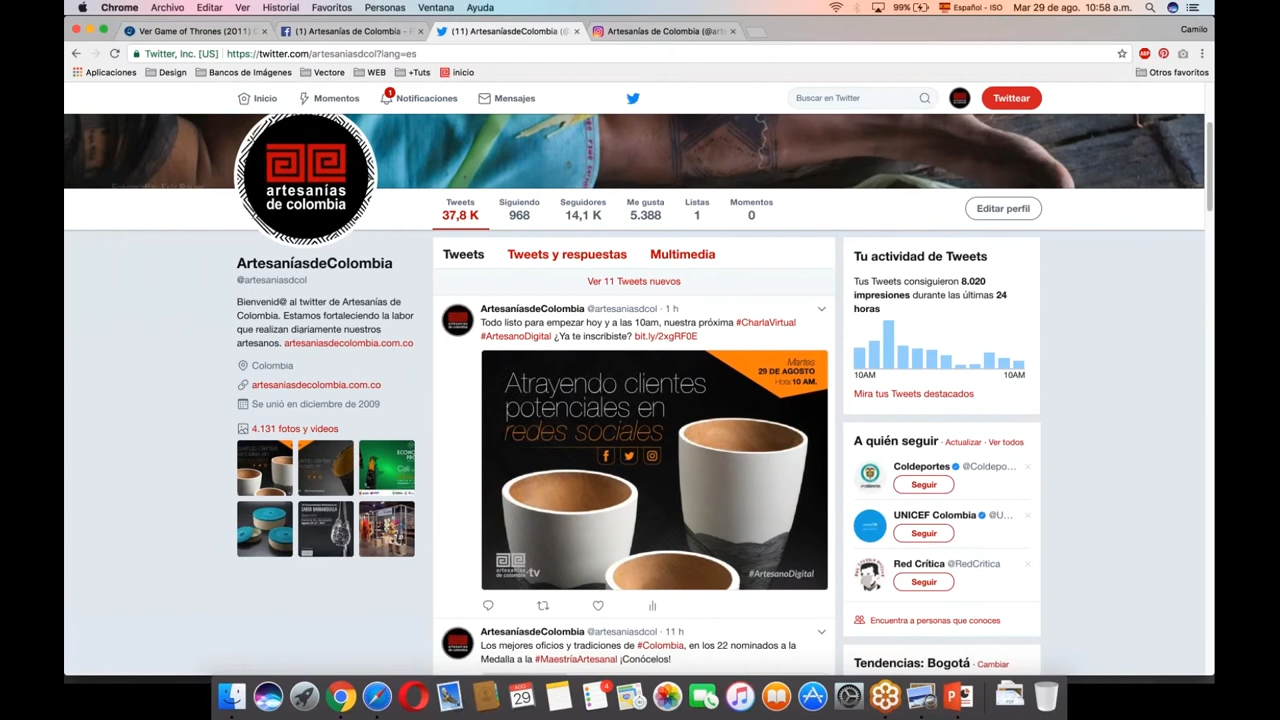 Chrome Archivo Editar Ver Historial Favoritos Personas Ventana Ayuda 99% Español - ISO Mar 29 de ago. 10:58 a.m.
Ver Game of Thrones (2011) (1) Artesanías de Colombia - (11) ArtesaníasdeColombia (@ Artesanías de Colombia (@arte Camilo
Twitter, Inc. [US] https://twitter.com/artesaniasdcol?lang=es
Aplicaciones Design Bancos de Imágenes Vectore WEB +Tuts inicio Otros favoritos
Inicio Momentos 1 Notificaciones Mensajes Buscar en Twitter Twittear
artesanías
de colombia
Tweets Siguiendo Seguidores Me gusta Listas Momentos
37,8 K 968 14,1 K 5.388 1 0
Editar perfil
ArtesaníasdeColombia
@artesaniasdcol
Bienvenid@ al twitter de Artesanías de
Colombia. Estamos fortaleciendo la labor
que realizan diariamente nuestros
artesanos. artesaniasdecolombia.com.co
Colombia
artesaniasdecolombia.com.co
Se unió en diciembre de 2009
4.131 fotos y videos
Tweets Tweets y respuestas Multimedia
Ver 11 Tweets nuevos
ArtesaníasdeColombia @artesaniasdcol · 1 h
Todo listo para empezar hoy y a las 10am, nuestra próxima #CharlaVirtual
#ArtesanoDigital ¿Ya te inscribiste? bit.ly/2xgRF0E
Martes
29 DE AGOSTO
Hora: 10 AM.
Atrayendo clientes
potenciales en
redes sociales
artesanías
de colombia .tv
#ArtesanoDigital
ArtesaníasdeColombia @artesaniasdcol · 11 h
Los mejores oficios y tradiciones de #Colombia, en los 22 nominados a la
Medalla a la #MaestríaArtesanal ¡Conócelos!
Tu actividad de Tweets
Tus Tweets consiguieron 8.020
impresiones durante las últimas 24
horas
10AM 10AM
Mira tus Tweets destacados
A quién seguir · Actualizar · Ver todos
Coldeportes @Coldepo...
Seguir
UNICEF Colombia @U...
Seguir
Red Crítica @RedCritica
Seguir
Encuentra a personas que conoces
Tendencias: Bogotá · Cambiar
AGO
29
4